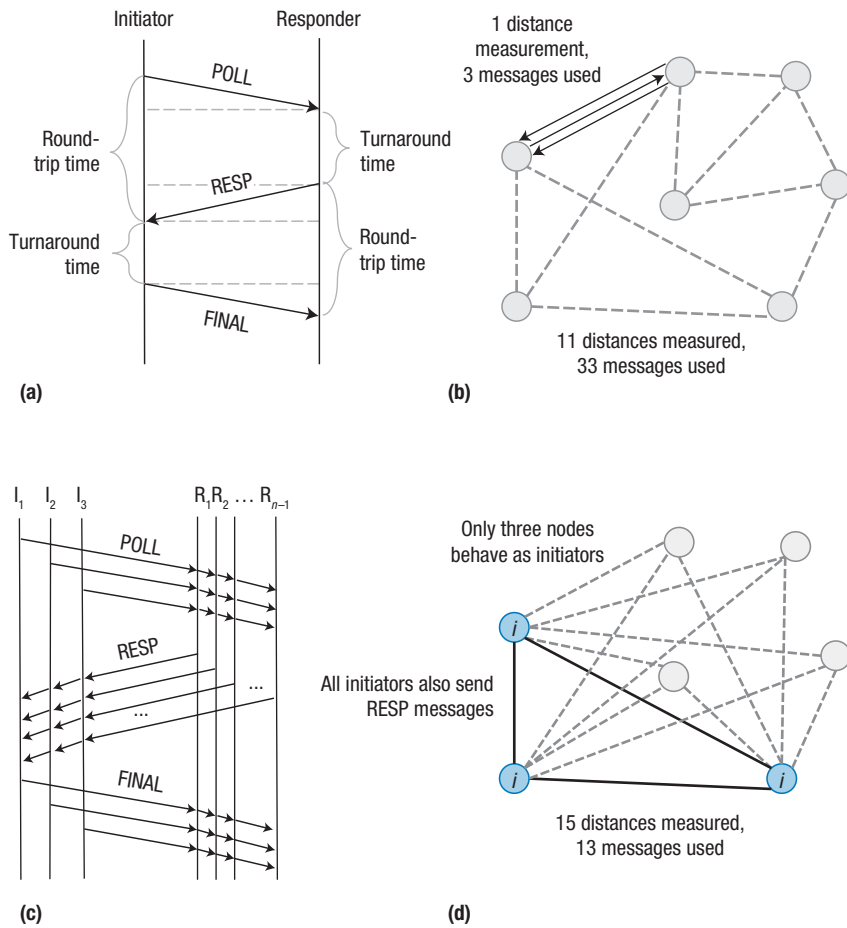 Initiator
Responder
POLL
Round-
trip time
Turnaround
time
RESP
Turnaround
time
Round-
trip time
FINAL
(a)
1 distance
measurement,
3 messages used
11 distances measured,
33 messages used
(b)
I1 I2 I3 R1 R2 ... Rn–1
POLL
RESP
...
...
FINAL
(c)
Only three nodes
behave as initiators
i
All initiators also send
RESP messages
i
i
15 distances measured,
13 messages used
(d)